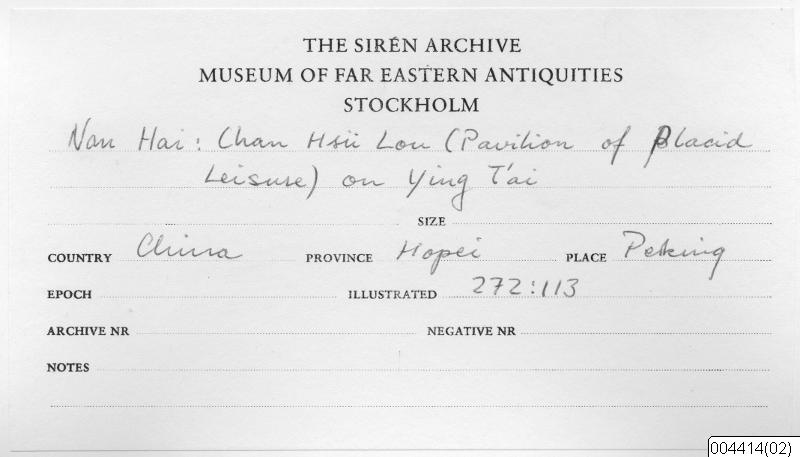 THE SIRÉN ARCHIVE
MUSEUM OF FAR EASTERN ANTIQUITIES
STOCKHOLM
Nan Hai: Chan Hsü Lou (Pavilion of Placid
Leisure) on Ying T'ai
SIZE
COUNTRY China PROVINCE Hopei PLACE Peking
EPOCH ILLUSTRATED 272:113
ARCHIVE NR NEGATIVE NR
NOTES
004414(02)